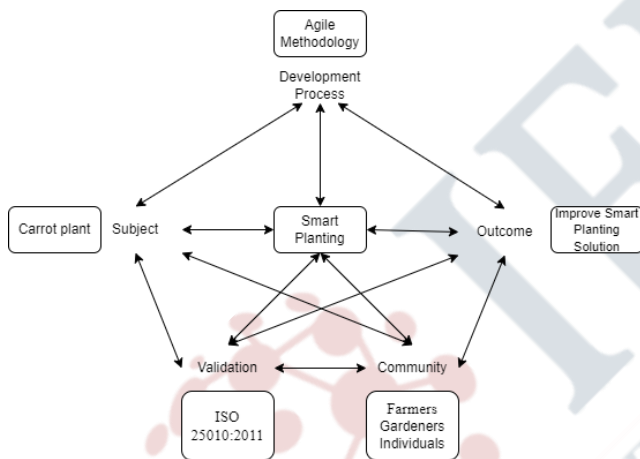 Agile
Methodology
Development
Process
Carrot plant
Subject
Smart
Planting
Outcome
Improve Smart
Planting
Solution
Validation
Community
ISO
25010:2011
Farmers
Gardeners
Individuals